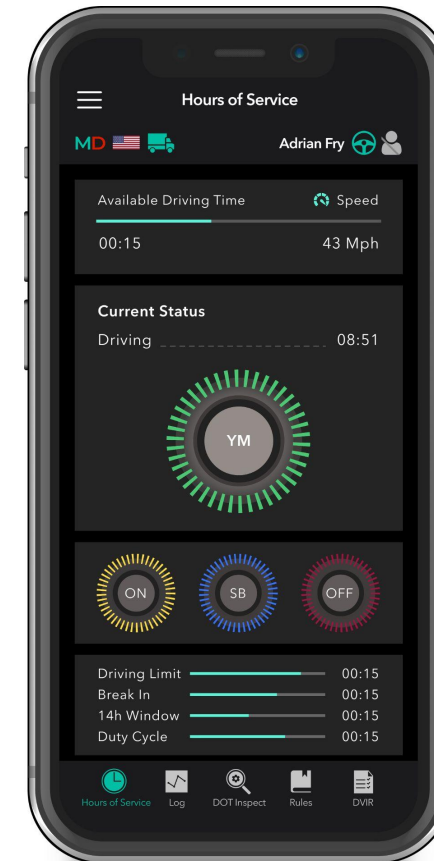 Hours of Service
MD Adrian Fry
Available Driving Time Speed
00:15 43 Mph
Current Status
Driving 08:51
YM
ON SB OFF
Driving Limit 00:15
Break In 00:15
14h Window 00:15
Duty Cycle 00:15
Hours of Service Log DOT Inspect Rules DVIR